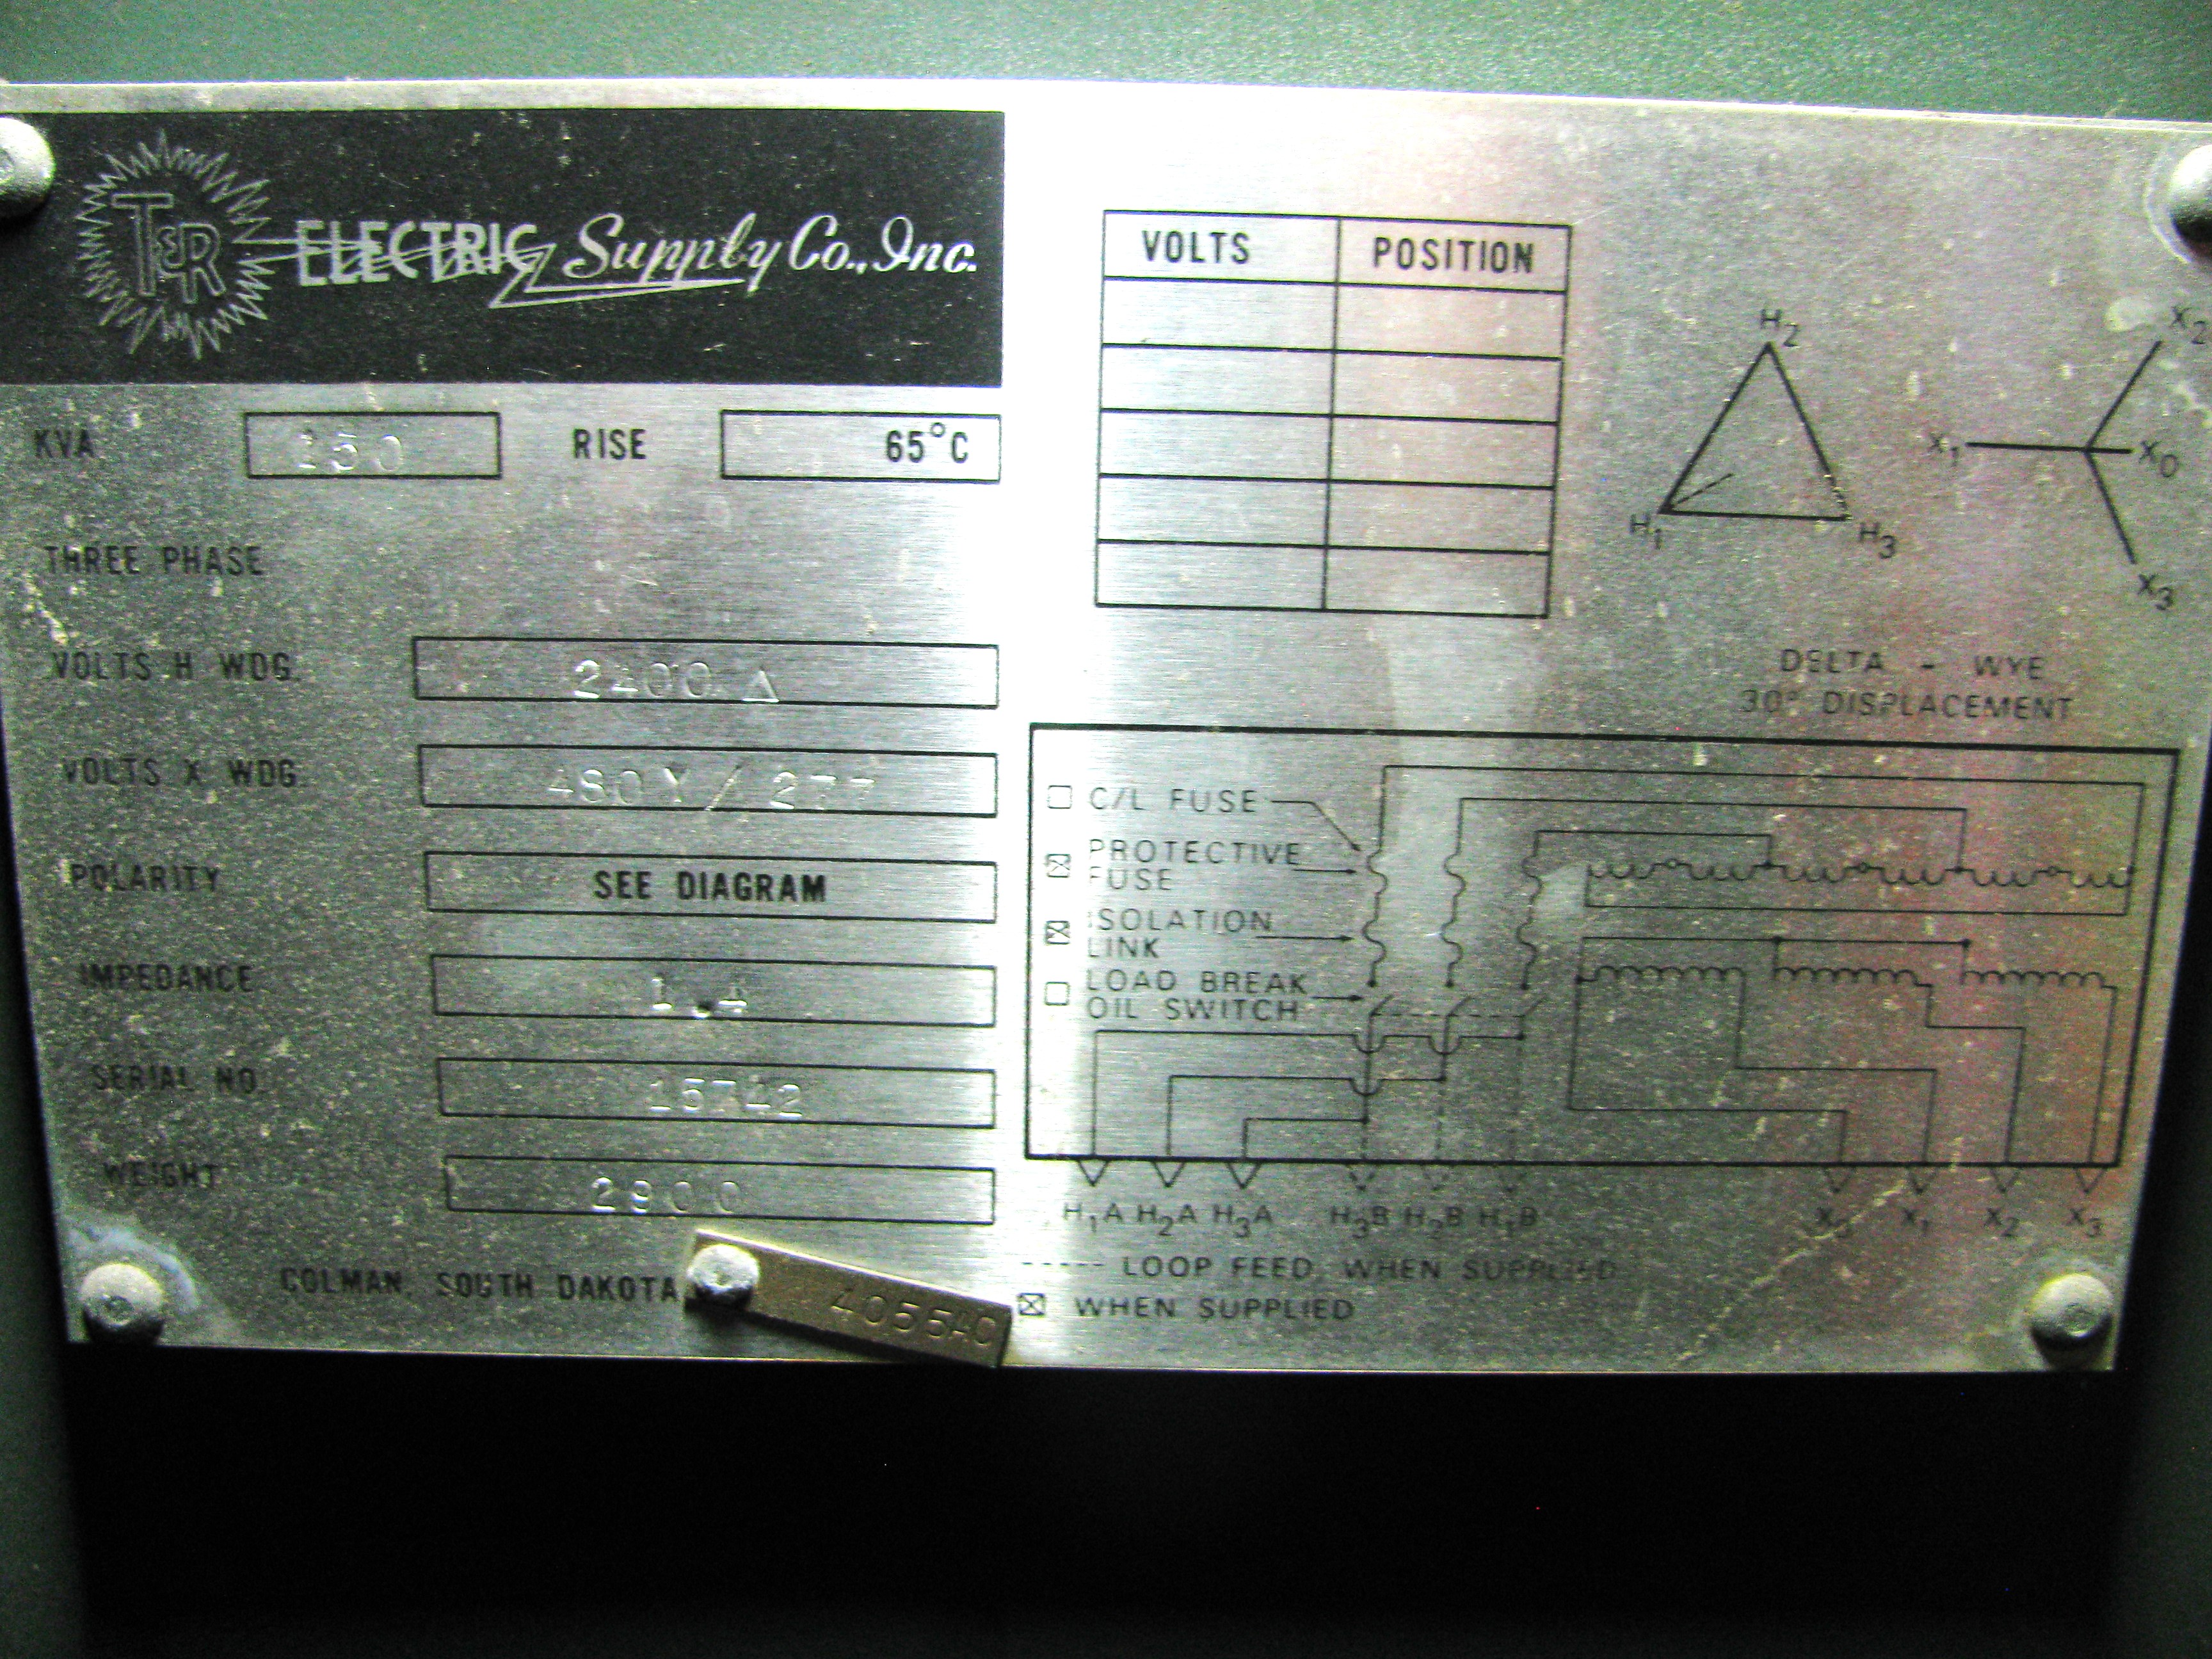 T&R ELECTRIC Supply Co., Inc.
KVA 150 RISE 65°C
THREE PHASE
VOLTS H WDG. 2400 Δ
VOLTS X WDG. 480Y/277
POLARITY SEE DIAGRAM
IMPEDANCE 1.4
SERIAL NO. 15742
WEIGHT 2900
COLMAN, SOUTH DAKOTA
4055AC
VOLTS POSITION
H2
H1 H3
X2
X1 X0
X3
DELTA - WYE
30° DISPLACEMENT
C/L FUSE
PROTECTIVE
FUSE
ISOLATION
LINK
LOAD BREAK
OIL SWITCH
H1A H2A H3A H3B H2B H1B X1 X2 X3
LOOP FEED, WHEN SUPPLIED
WHEN SUPPLIED